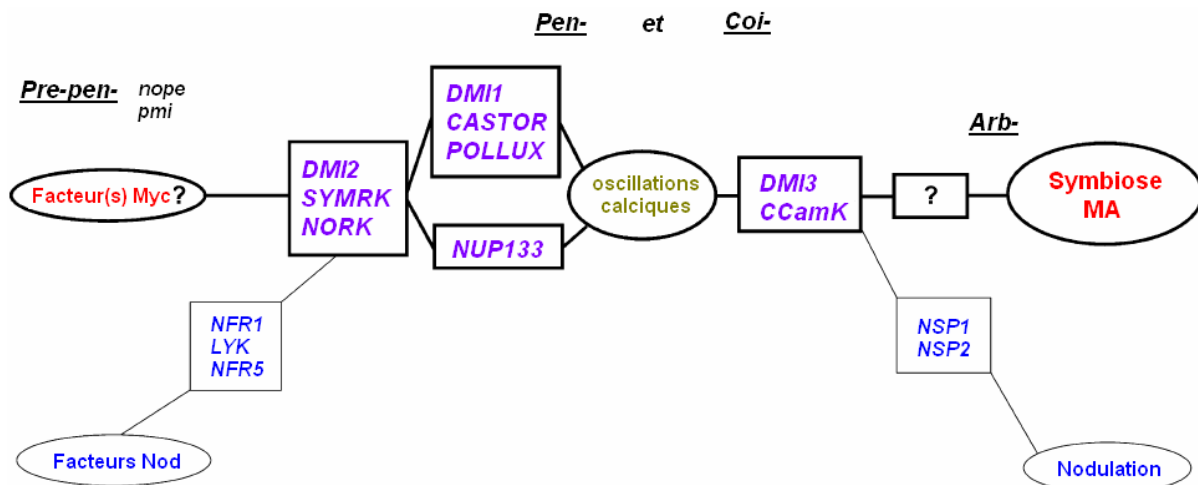 Pen- et Coi-
Pre-pen- nope
pmi
DMI1
CASTOR
POLLUX
Arb-
Facteur(s) Myc?
DMI2
SYMRK
NORK
oscillations
calciques
DMI3
CCamK
?
Symbiose
MA
NUP133
NFR1
LYK
NFR5
NSP1
NSP2
Facteurs Nod
Nodulation